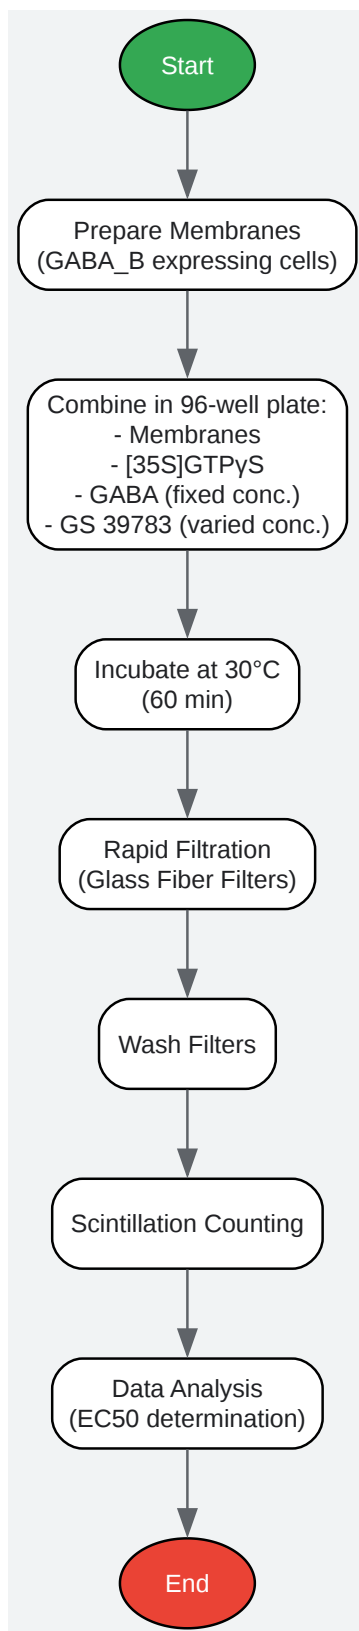 Start
Prepare Membranes
(GABA_B expressing cells)
Combine in 96-well plate:
- Membranes
- [35S]GTPγS
- GABA (fixed conc.)
- GS 39783 (varied conc.)
Incubate at 30°C
(60 min)
Rapid Filtration
(Glass Fiber Filters)
Wash Filters
Scintillation Counting
Data Analysis
(EC50 determination)
End